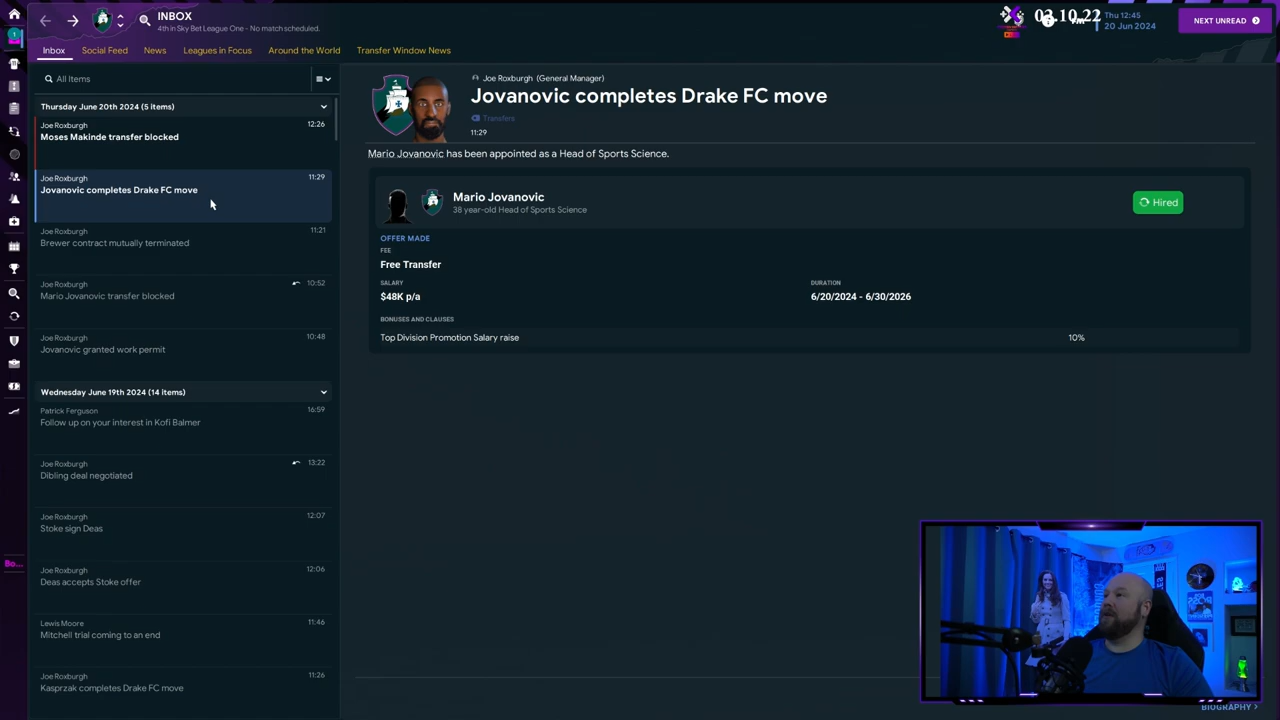 INBOX
4th in Sky Bet League One - No match scheduled.
03.10.22
Thu 12:45
20 Jun 2024
NEXT UNREAD
Inbox
Social Feed
News
Leagues in Focus
Around the World
Transfer Window News
All Items
Thursday June 20th 2024 (5 items)
Joe Roxburgh 12:26
Moses Makinde transfer blocked
Joe Roxburgh 11:29
Jovanovic completes Drake FC move
Joe Roxburgh 11:21
Brewer contract mutually terminated
Joe Roxburgh 10:52
Mario Jovanovic transfer blocked
Joe Roxburgh 10:48
Jovanovic granted work permit
Wednesday June 19th 2024 (14 items)
Patrick Ferguson 16:59
Follow up on your interest in Kofi Balmer
Joe Roxburgh 13:22
Dibling deal negotiated
Joe Roxburgh 12:07
Stoke sign Deas
Joe Roxburgh 12:06
Deas accepts Stoke offer
Lewis Moore 11:46
Mitchell trial coming to an end
Joe Roxburgh 11:26
Kasprzak completes Drake FC move
Bo...
Joe Roxburgh (General Manager)
Jovanovic completes Drake FC move
Transfers
11:29
Mario Jovanovic has been appointed as a Head of Sports Science.
Mario Jovanovic
38 year-old Head of Sports Science
Hired
OFFER MADE
FEE
Free Transfer
SALARY
$48K p/a
DURATION
6/20/2024 - 6/30/2026
BONUSES AND CLAUSES
Top Division Promotion Salary raise 10%
BIOGRAPHY